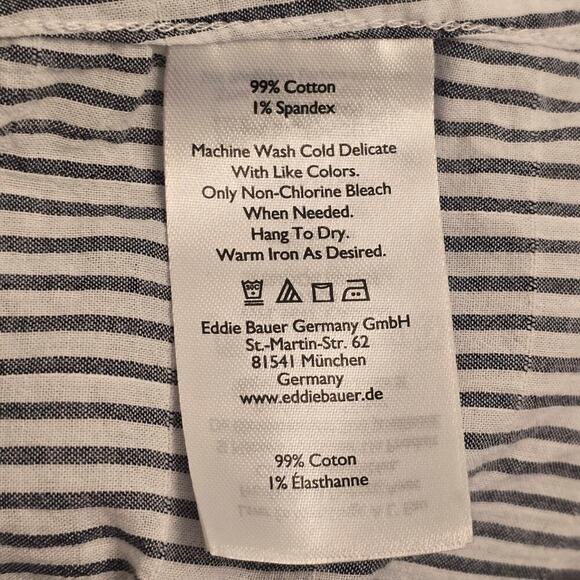 99% Cotton
1% Spandex
Machine Wash Cold Delicate
With Like Colors.
Only Non-Chlorine Bleach
When Needed.
Hang To Dry.
Warm Iron As Desired.
Eddie Bauer Germany GmbH
St.-Martin-Str. 62
81541 München
Germany
www.eddiebauer.de
99% Coton
1% Élasthanne